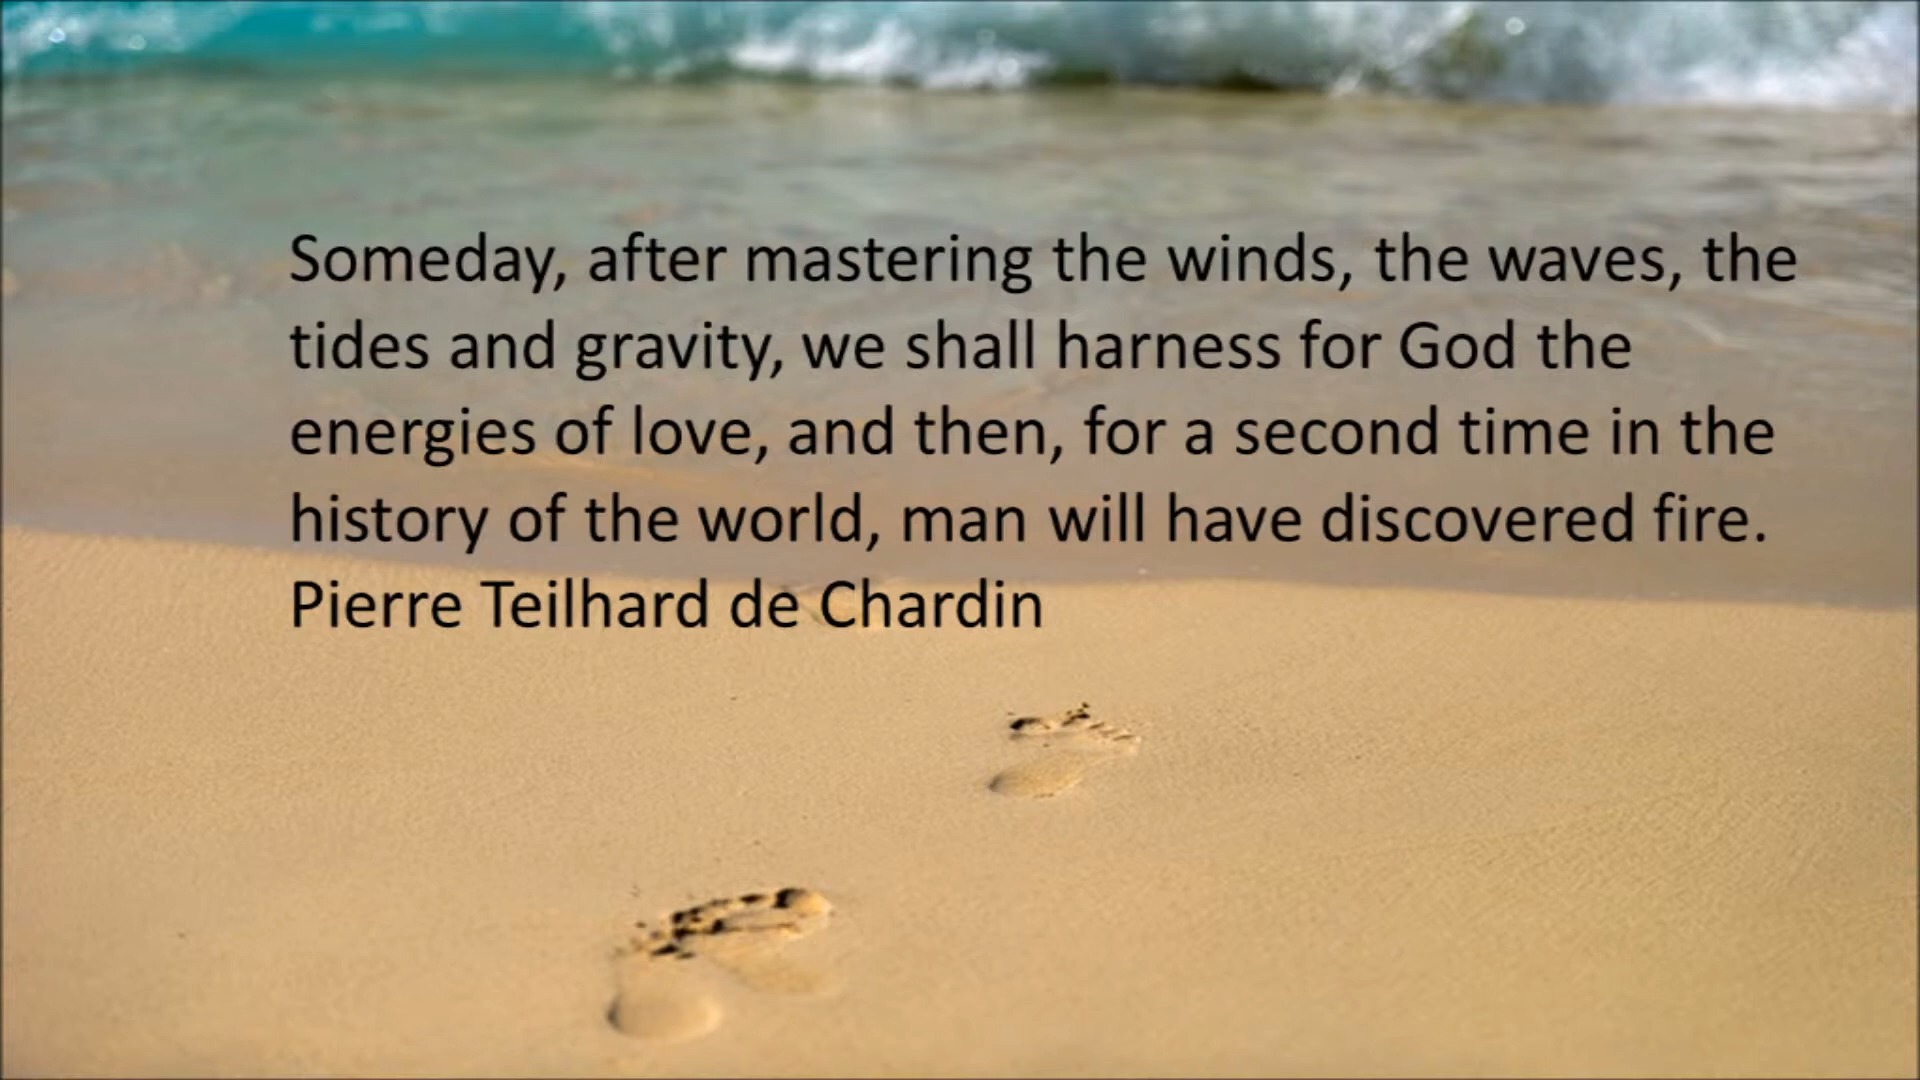 Someday, after mastering the winds, the waves, the
tides and gravity, we shall harness for God the
energies of love, and then, for a second time in the
history of the world, man will have discovered fire.
Pierre Teilhard de Chardin